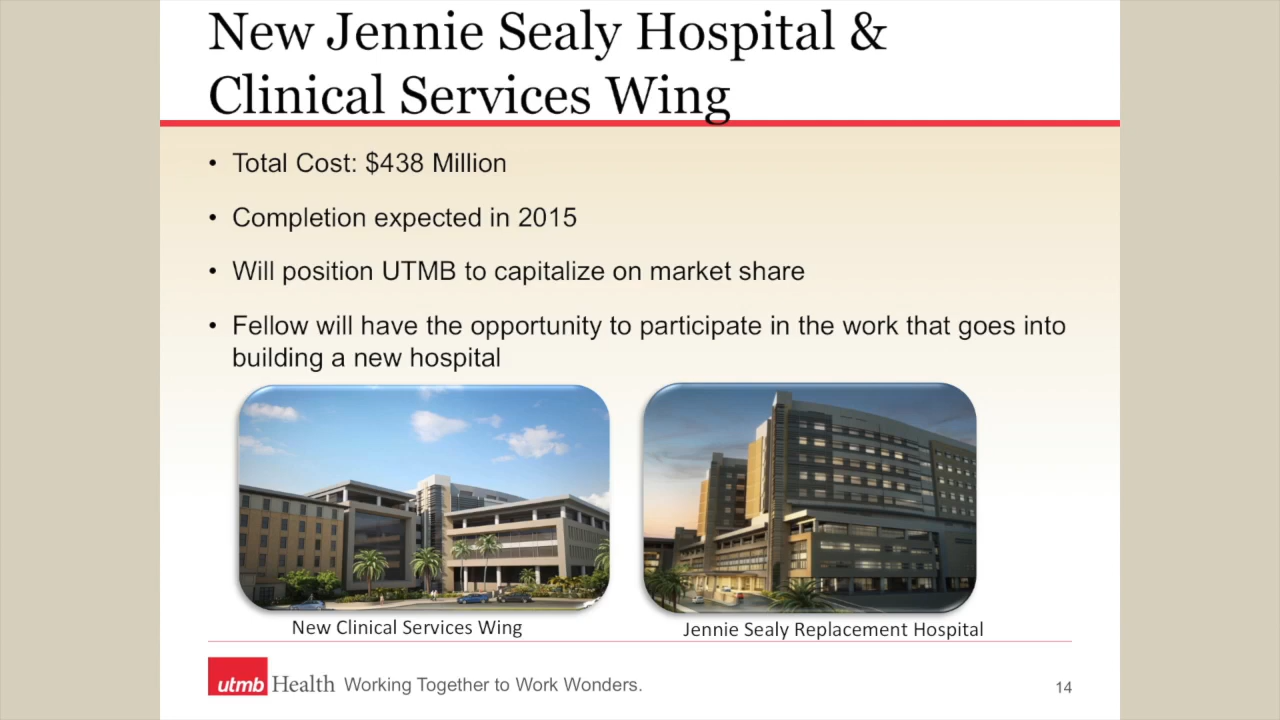 New Jennie Sealy Hospital &
Clinical Services Wing
• Total Cost: $438 Million
• Completion expected in 2015
• Will position UTMB to capitalize on market share
• Fellow will have the opportunity to participate in the work that goes into
building a new hospital
New Clinical Services Wing
Jennie Sealy Replacement Hospital
utmb Health Working Together to Work Wonders.
14